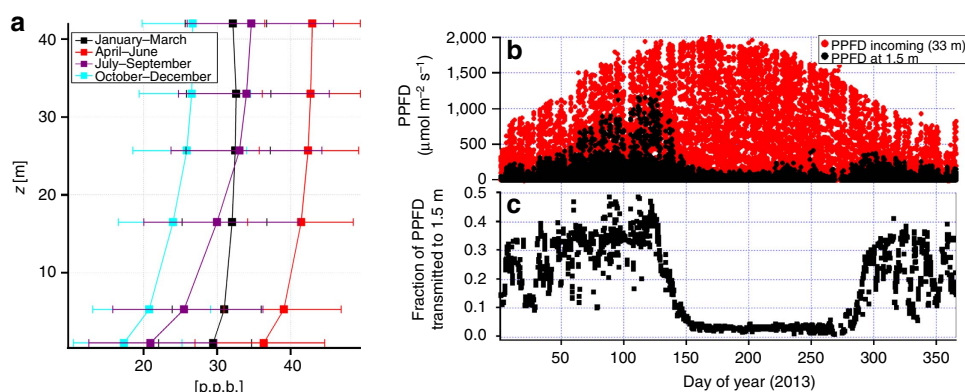 a
40
30
20
10
z [m]
January–March
April–June
July–September
October–December
20
30
40
[p.p.b.]
b
2,000
1,500
1,000
500
0
PPFD
(μmol m⁻² s⁻¹)
PPFD incoming (33 m)
PPFD at 1.5 m
c
0.5
0.4
0.3
0.2
0.1
0.0
Fraction of PPFD
transmitted to 1.5 m
50
100
150
200
250
300
350
Day of year (2013)